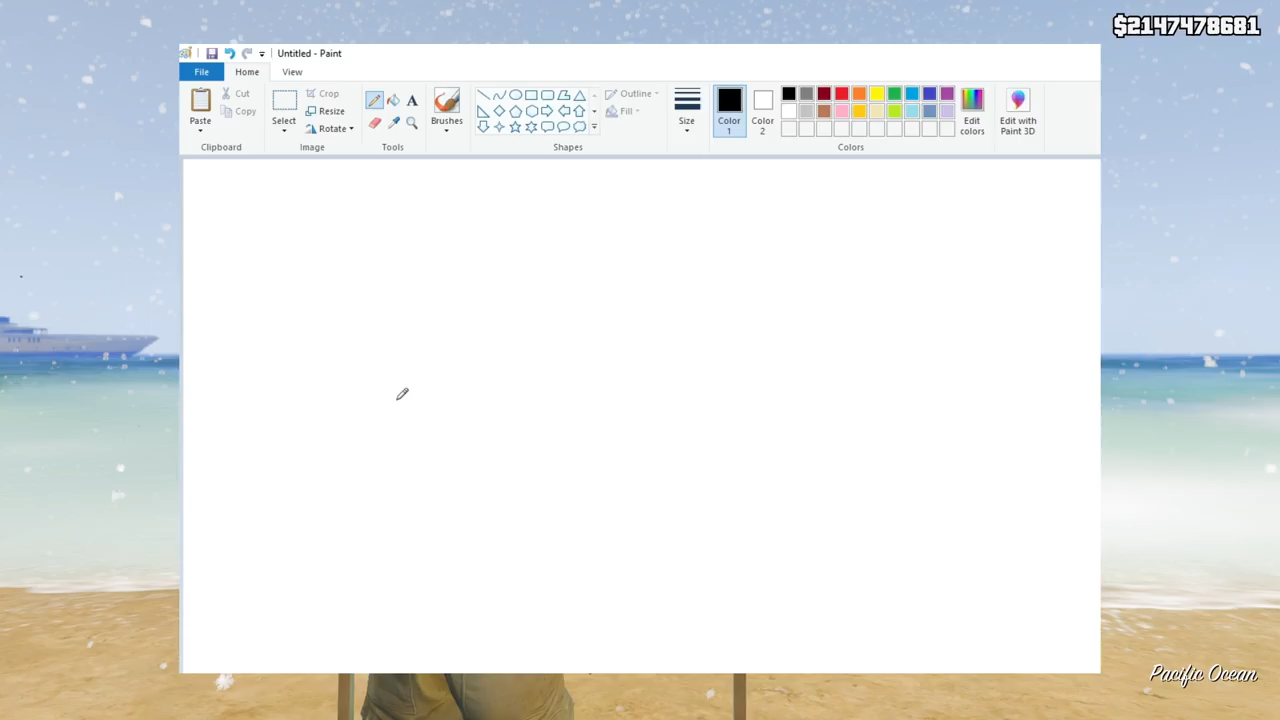 $2147478681
Untitled - Paint
File Home View
Paste
Cut
Copy
Clipboard
Select
Crop
Resize
Rotate
Image
A
Tools
Brushes
Outline
Fill
Shapes
Size
Color 1
Color 2
Edit colors
Colors
Edit with Paint 3D
Pacific Ocean